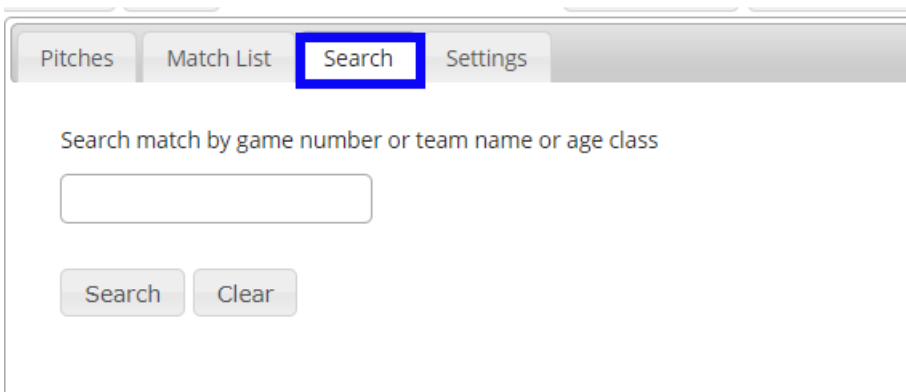 Pitches Match List Search Settings
Search match by game number or team name or age class
Search Clear